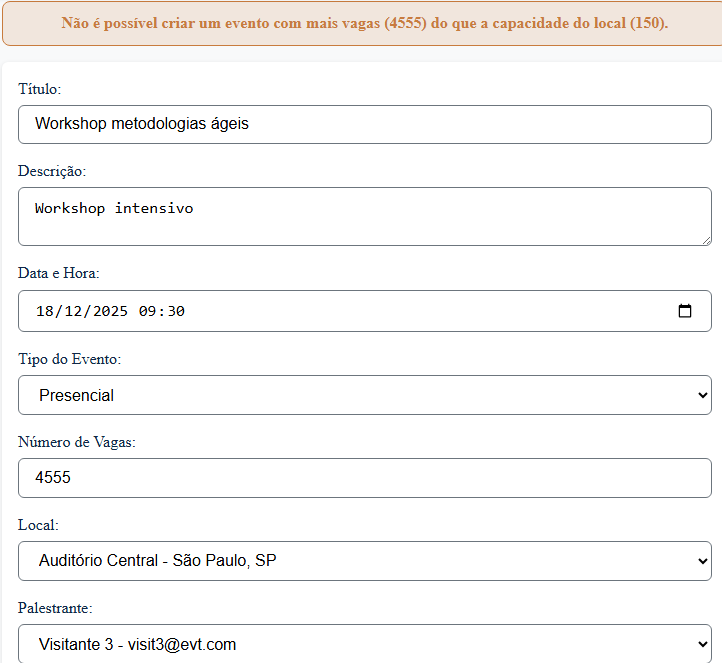 Não é possível criar um evento com mais vagas (4555) do que a capacidade do local (150).
Título:
Workshop metodologias ágeis
Descrição:
Workshop intensivo
Data e Hora:
18/12/2025 09:30
Tipo do Evento:
Presencial
Número de Vagas:
4555
Local:
Auditório Central - São Paulo, SP
Palestrante:
Visitante 3 - visit3@evt.com